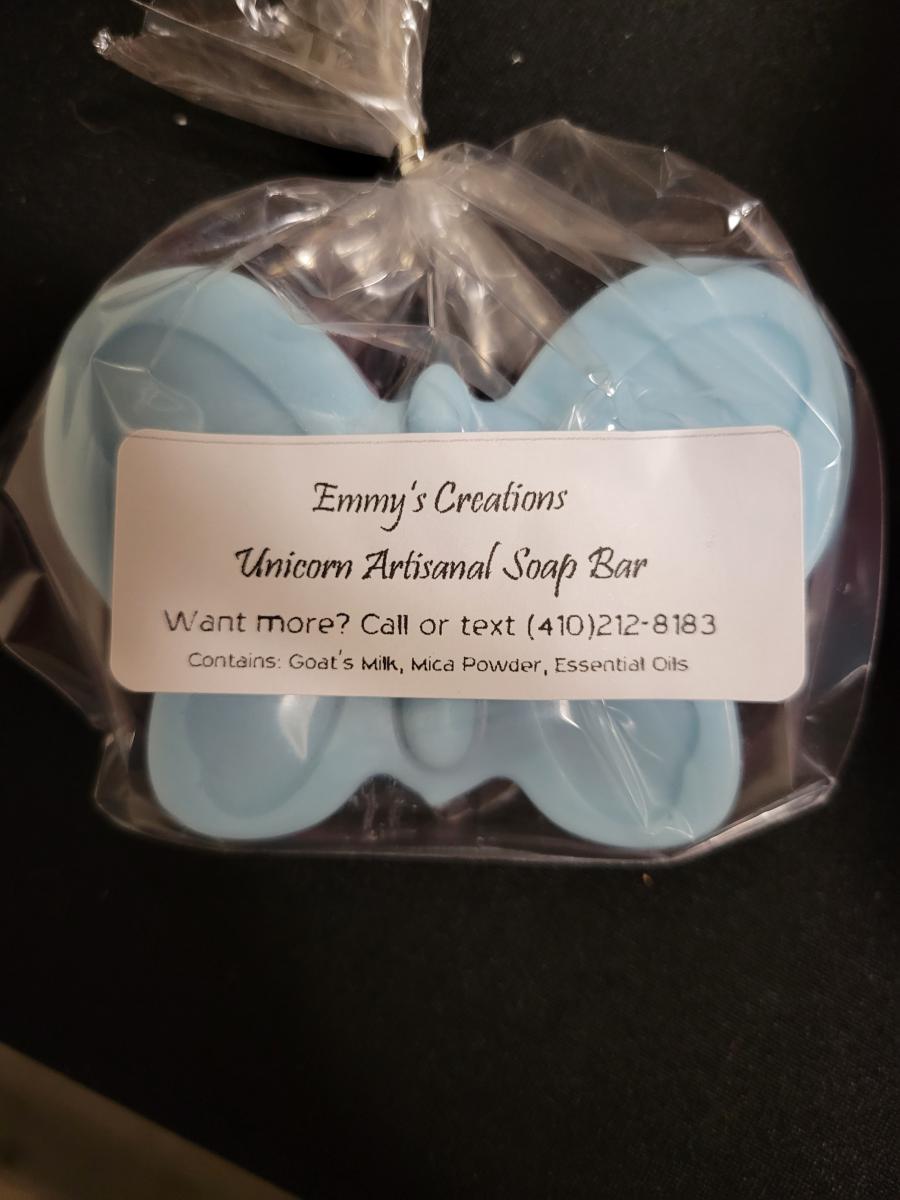 Emmy's Creations
Unicorn Artisanal Soap Bar
Want more? Call or text (410)212-8183
Contains: Goat's Milk, Mica Powder, Essential Oils